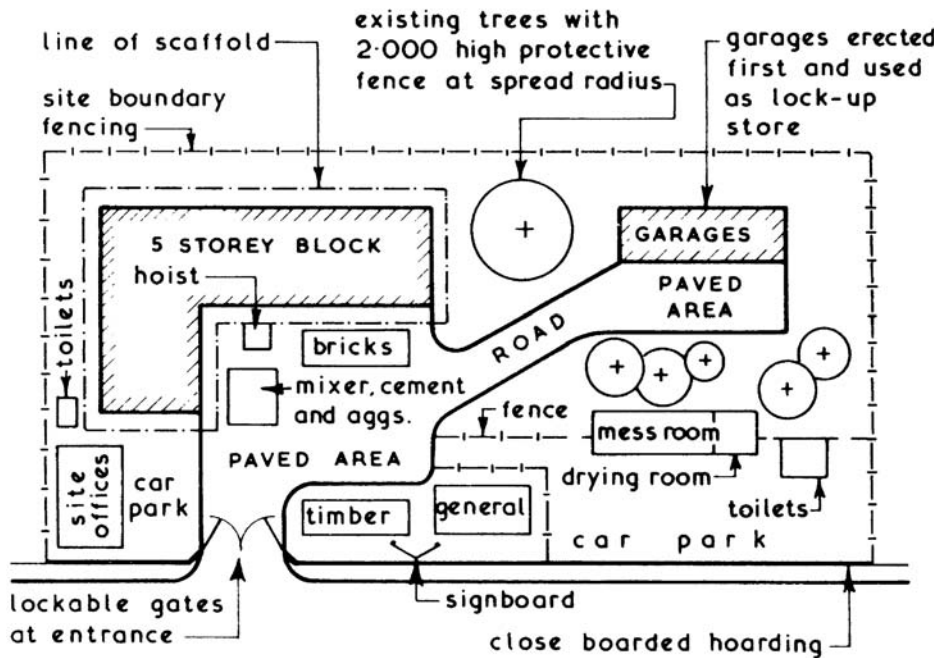 line of scaffold
existing trees with
2·000 high protective
fence at spread radius
garages erected
first and used
as lock-up
store
site boundary
fencing
5 STOREY BLOCK
hoist
GARAGES
PAVED
AREA
ROAD
toilets
bricks
mixer, cement
and aggs.
fence
mess room
drying room
PAVED AREA
site
offices
car
park
timber
general
toilets
car park
lockable gates
at entrance
signboard
close boarded hoarding